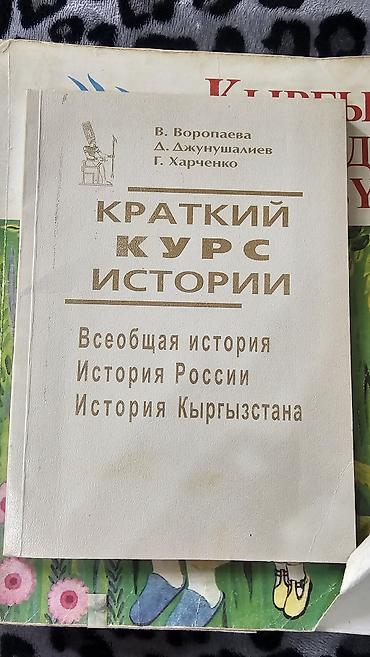 В. Воропаева
Д. Джунушалиев
Г. Харченко
КРАТКИЙ
КУРС
ИСТОРИИ
Всеобщая история
История России
История Кыргызстана